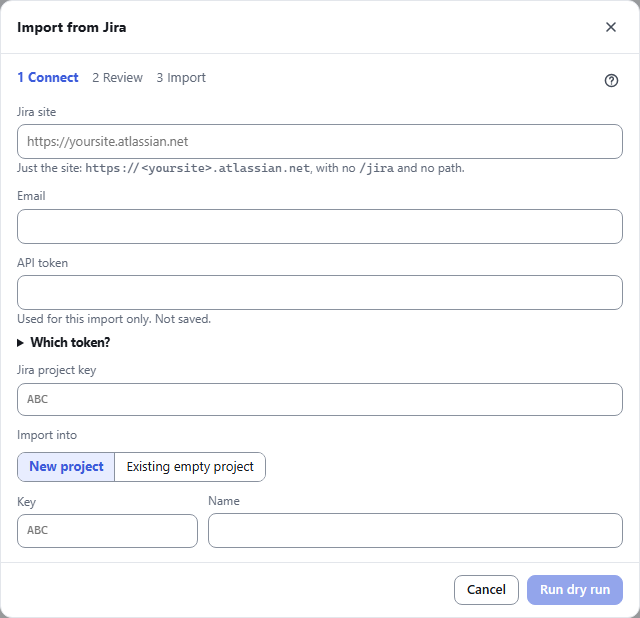 Import from Jira
1 Connect 2 Review 3 Import
Jira site
https://yoursite.atlassian.net
Just the site: https://<yoursite>.atlassian.net, with no /jira and no path.
Email
API token
Used for this import only. Not saved.
Which token?
Jira project key
ABC
Import into
New project Existing empty project
Key Name
ABC
Cancel Run dry run